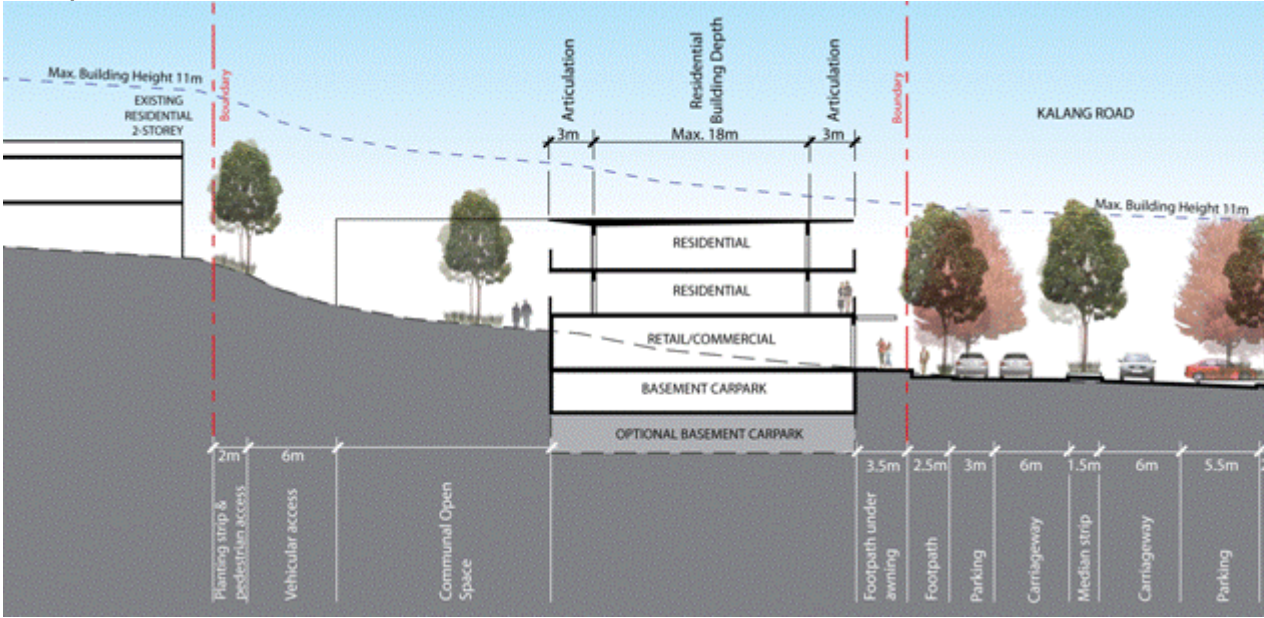 Max. Building Height 11m
EXISTING
RESIDENTIAL
2-STOREY
Boundary
Articulation
3m
Residential
Building Depth
Max. 18m
Articulation
3m
Boundary
KALANG ROAD
Max. Building Height 11m
RESIDENTIAL
RESIDENTIAL
RETAIL/COMMERCIAL
BASEMENT CARPARK
OPTIONAL BASEMENT CARPARK
2m
6m
3.5m
2.5m
3m
6m
1.5m
6m
5.5m
Planting strip &
pedestrian access
Vehicular access
Communal Open
Space
Footpath under
awning
Footpath
Parking
Carriageway
Median strip
Carriageway
Parking